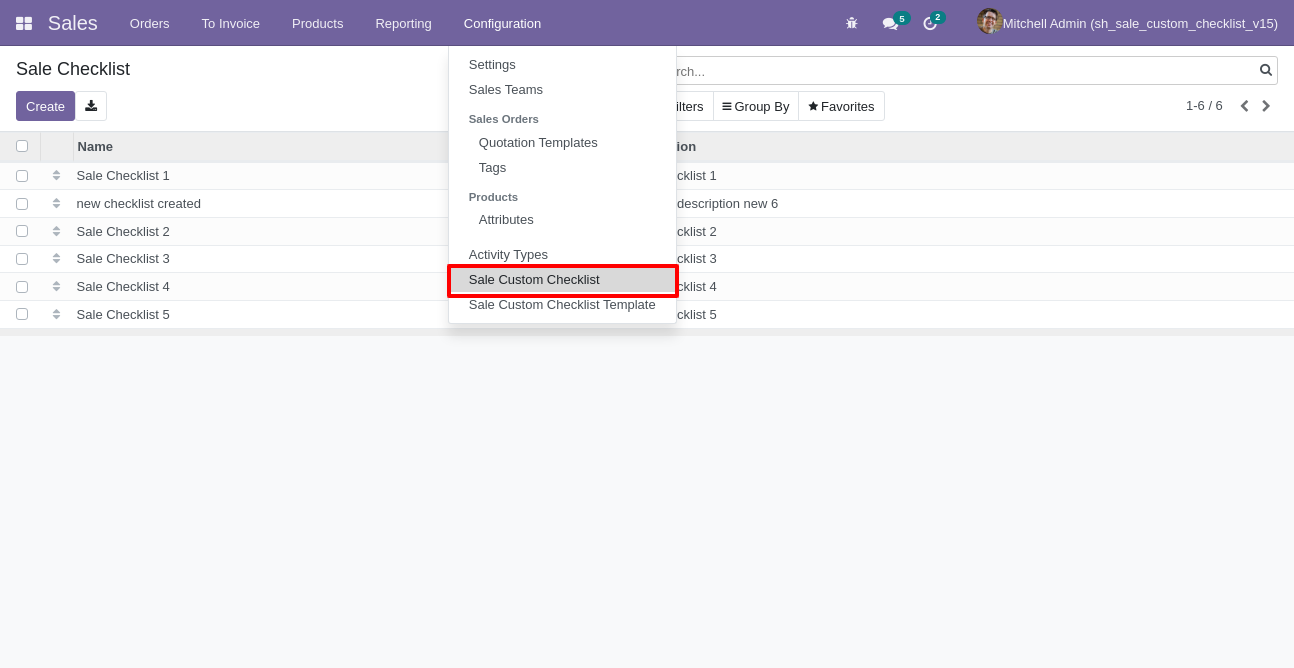 Sales Orders To Invoice Products Reporting Configuration 5 2 Mitchell Admin (sh_sale_custom_checklist_v15)
Sale Checklist
rch...
Create
ilters Group By Favorites 1-6 / 6
Settings
Sales Teams
Sales Orders
Quotation Templates
Tags
Products
Attributes
Activity Types
Sale Custom Checklist
Sale Custom Checklist Template
Name ion
Sale Checklist 1 cklist 1
new checklist created description new 6
Sale Checklist 2 cklist 2
Sale Checklist 3 cklist 3
Sale Checklist 4 cklist 4
Sale Checklist 5 cklist 5